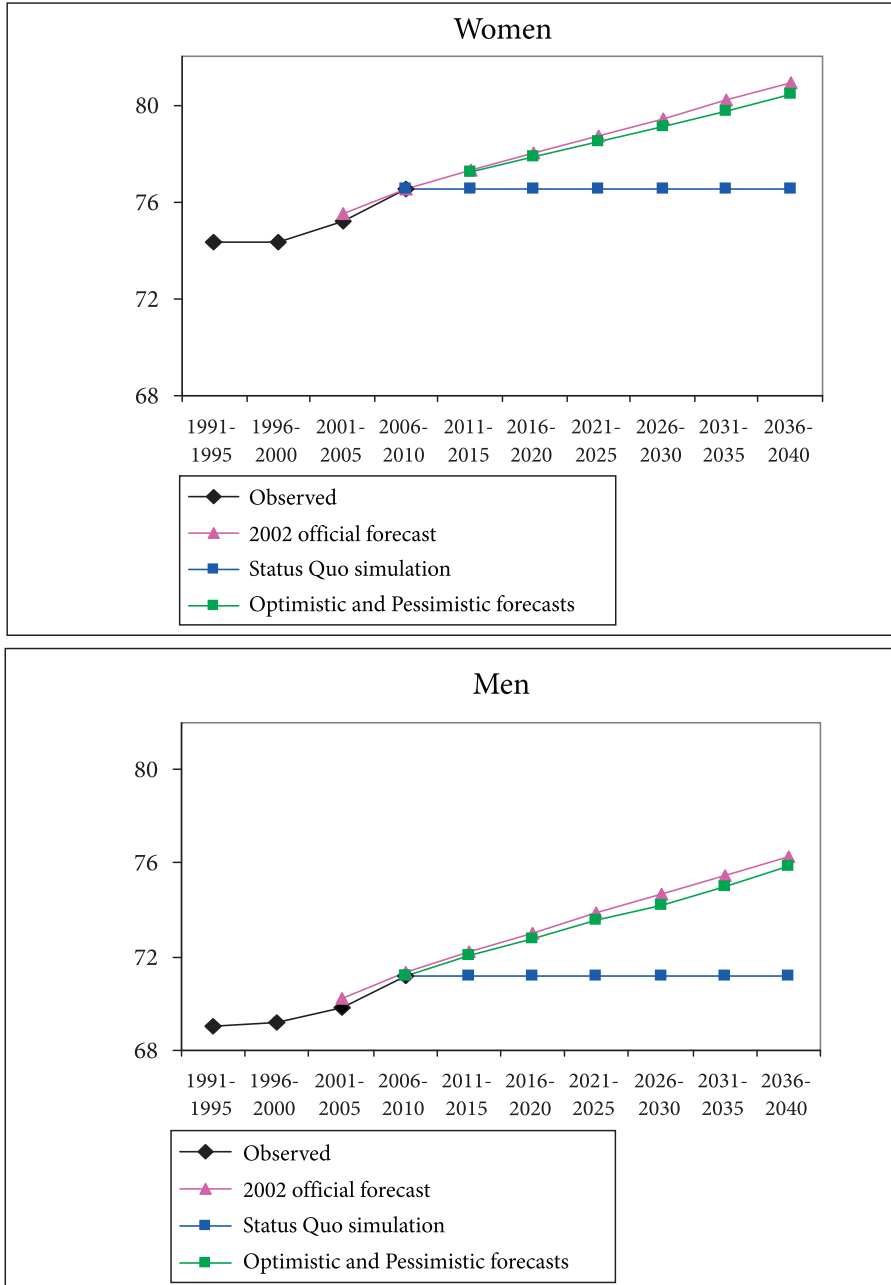 Women
80
76
72
68
1991- 1996- 2001- 2006- 2011- 2016- 2021- 2026- 2031- 2036-
1995 2000 2005 2010 2015 2020 2025 2030 2035 2040
Observed
2002 official forecast
Status Quo simulation
Optimistic and Pessimistic forecasts
Men
80
76
72
68
1991- 1996- 2001- 2006- 2011- 2016- 2021- 2026- 2031- 2036-
1995 2000 2005 2010 2015 2020 2025 2030 2035 2040
Observed
2002 official forecast
Status Quo simulation
Optimistic and Pessimistic forecasts